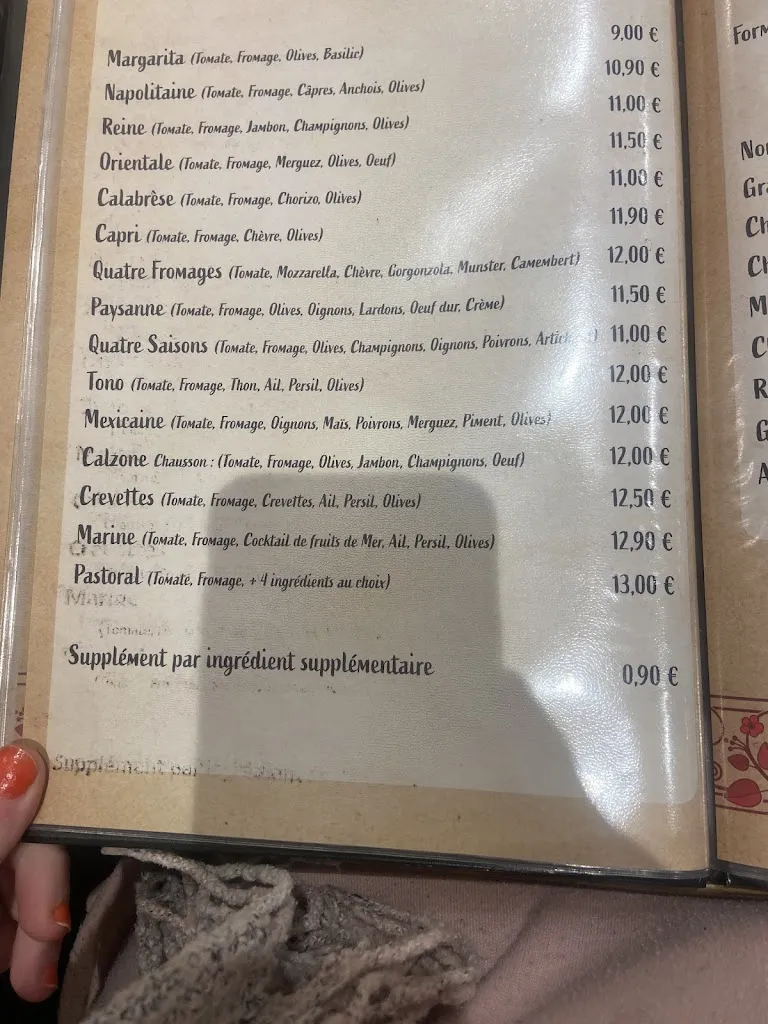 Margarita (Tomate, Fromage, Olives, Basilic) 9,00 €
Napolitaine (Tomate, Fromage, Câpres, Anchois, Olives) 10,90 €
Reine (Tomate, Fromage, Jambon, Champignons, Olives) 11,00 €
Orientale (Tomate, Fromage, Merguez, Olives, Oeuf) 11,50 €
Calabrèse (Tomate, Fromage, Chorizo, Olives) 11,00 €
Capri (Tomate, Fromage, Chèvre, Olives) 11,90 €
Quatre Fromages (Tomate, Mozzarella, Chèvre, Gorgonzola, Munster, Camembert) 12,00 €
Paysanne (Tomate, Fromage, Olives, Oignons, Lardons, Oeuf dur, Crème) 11,50 €
Quatre Saisons (Tomate, Fromage, Olives, Champignons, Oignons, Poivrons, 11,00 €
Tono (Tomate, Fromage, Thon, Ail, Persil, Olives) 12,00 €
Mexicaine (Tomate, Fromage, Oignons, Maïs, Poivrons, Merguez, Piment, Olives) 12,00 €
Calzone Chausson : (Tomate, Fromage, Olives, Jambon, Champignons, Oeuf) 12,00 €
Crevettes (Tomate, Fromage, Crevettes, Ail, Persil, Olives) 12,50 €
Marine (Tomate, Fromage, Cocktail de fruits de Mer, Ail, Persil, Olives) 12,90 €
Pastoral (Tomate, Fromage, + 4 ingrédients au choix) 13,00 €
Supplément par ingrédient supplémentaire 0,90 €